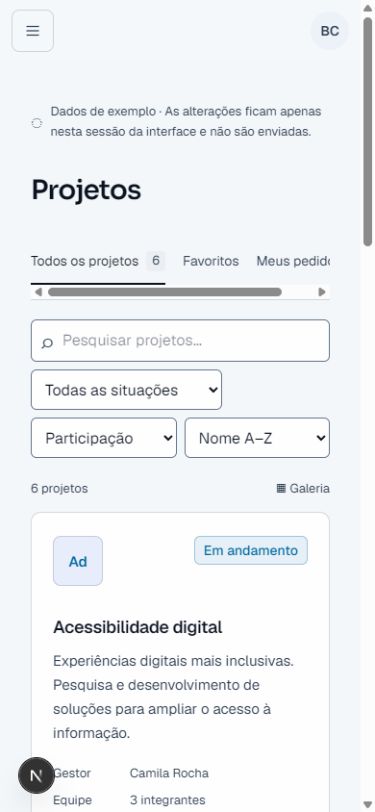 BC
Dados de exemplo · As alterações ficam apenas
nesta sessão da interface e não são enviadas.
Projetos
Todos os projetos 6 Favoritos Meus pedido
Pesquisar projetos...
Todas as situações
Participação Nome A–Z
6 projetos Galeria
Ad Em andamento
Acessibilidade digital
Experiências digitais mais inclusivas.
Pesquisa e desenvolvimento de
soluções para ampliar o acesso à
informação.
N
Gestor Camila Rocha
Equipe 3 integrantes